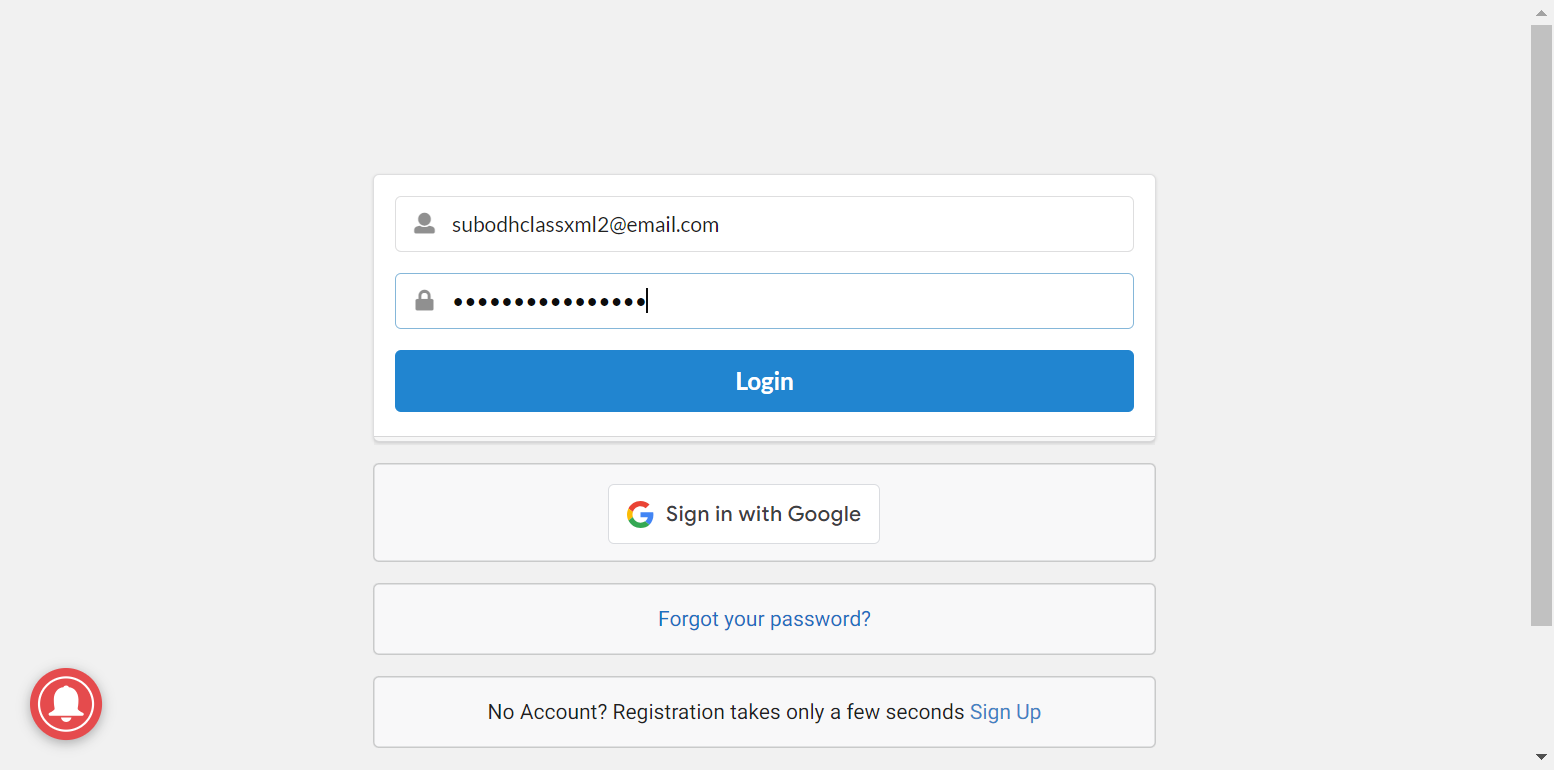 subodhclassxml2@email.com
••••••••••••••••
Login
Sign in with Google
Forgot your password?
No Account? Registration takes only a few seconds Sign Up